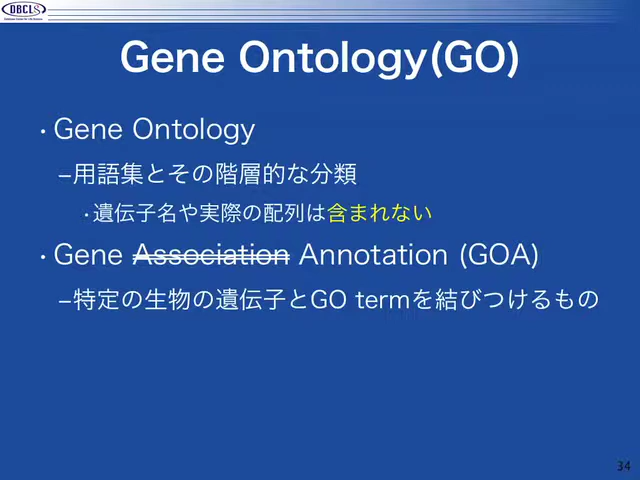 DBCLS
Gene Ontology(GO)
・Gene Ontology
–用語集とその階層的な分類
・遺伝子名や実際の配列は含まれない
・Gene Association Annotation (GOA)
–特定の生物の遺伝子とGO termを結びつけるもの
34